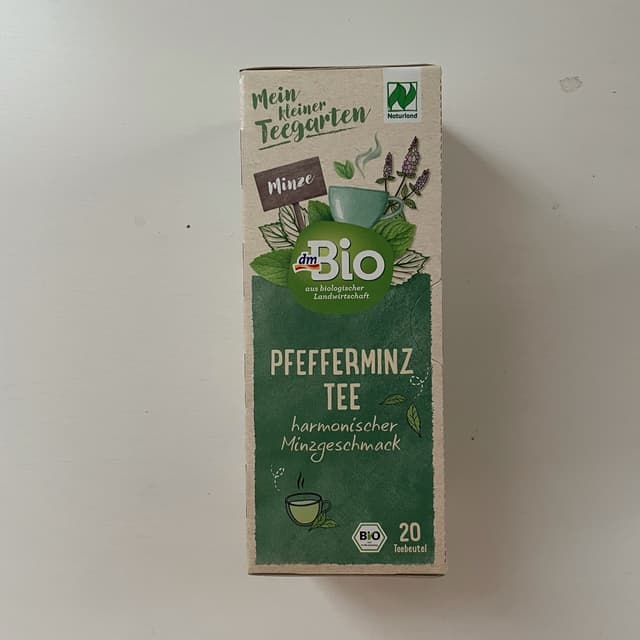 Mein
kleiner
Teegarten
Naturland
Minze
dm
Bio
aus biologischer
Landwirtschaft
PFEFFERMINZ
TEE
harmonischer
Minzgeschmack
BIO
20
Teebeutel